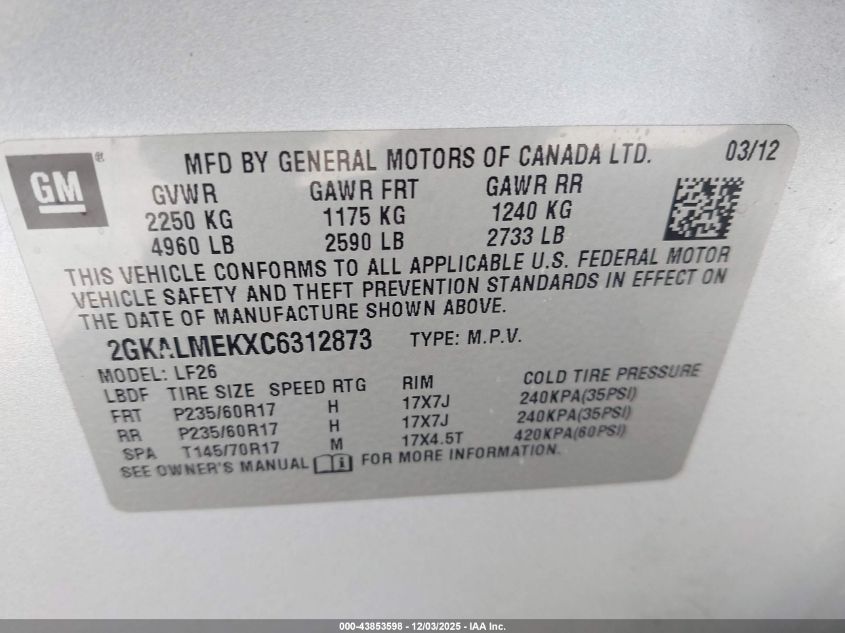 GM
®
MFD BY GENERAL MOTORS OF CANADA LTD. 03/12
GVWR GAWR FRT GAWR RR
2250 KG 1175 KG 1240 KG
4960 LB 2590 LB 2733 LB
THIS VEHICLE CONFORMS TO ALL APPLICABLE U.S. FEDERAL MOTOR
VEHICLE SAFETY AND THEFT PREVENTION STANDARDS IN EFFECT ON
THE DATE OF MANUFACTURE SHOWN ABOVE.
2GKALMEKXC6312873 TYPE: M.P.V.
MODEL: LF26
LBDF TIRE SIZE SPEED RTG RIM COLD TIRE PRESSURE
FRT P235/60R17 H 17X7J 240KPA(35PSI)
RR P235/60R17 H 17X7J 240KPA(35PSI)
SPA T145/70R17 M 17X4.5T 420KPA(60PSI)
SEE OWNER'S MANUAL i FOR MORE INFORMATION.
000-43853598 - 12/03/2025 - IAA Inc.